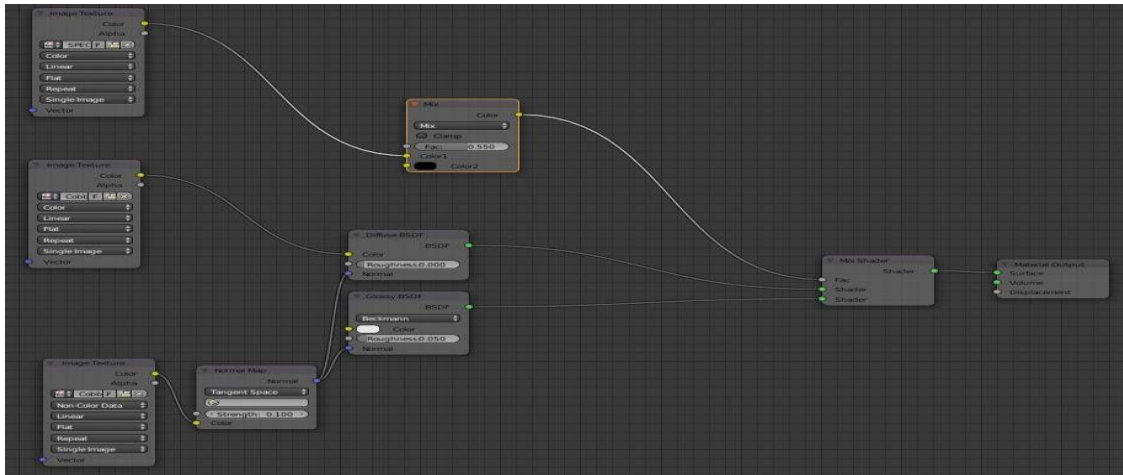 Image Texture
Color
Alpha
SPEC F
Color
Linear
Flat
Repeat
Single Image
Vector
Mix
Color
Mix
Clamp
Fac: 0.550
Color1
Color2
Image Texture
Color
Alpha
Cobb F
Color
Linear
Flat
Repeat
Single Image
Vector
Diffuse BSDF
BSDF
Color
Roughness:0.000
Normal
Glossy BSDF
BSDF
Beckmann
Color
Roughness:0.050
Normal
Mix Shader
Shader
Fac
Shader
Shader
Material Output
Surface
Volume
Displacement
Image Texture
Color
Alpha
Cobb F
Non-Color Data
Linear
Flat
Repeat
Single Image
Vector
Normal Map
Normal
Tangent Space
Strength: 0.100
Color